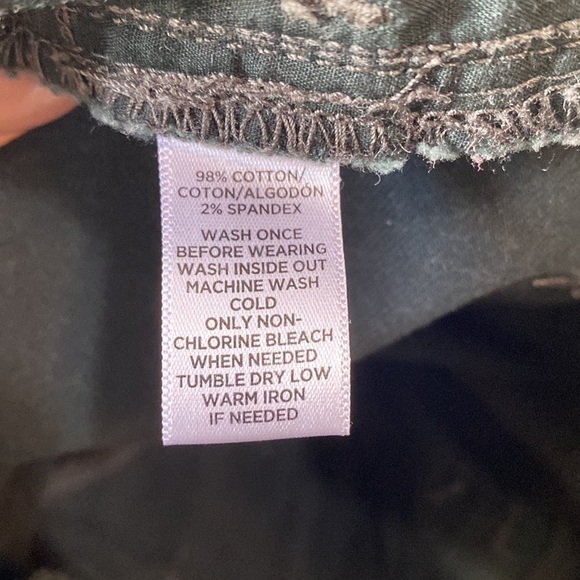 98% COTTON/
COTON/ALGODÓN
2% SPANDEX
WASH ONCE
BEFORE WEARING
WASH INSIDE OUT
MACHINE WASH
COLD
ONLY NON-
CHLORINE BLEACH
WHEN NEEDED
TUMBLE DRY LOW
WARM IRON
IF NEEDED